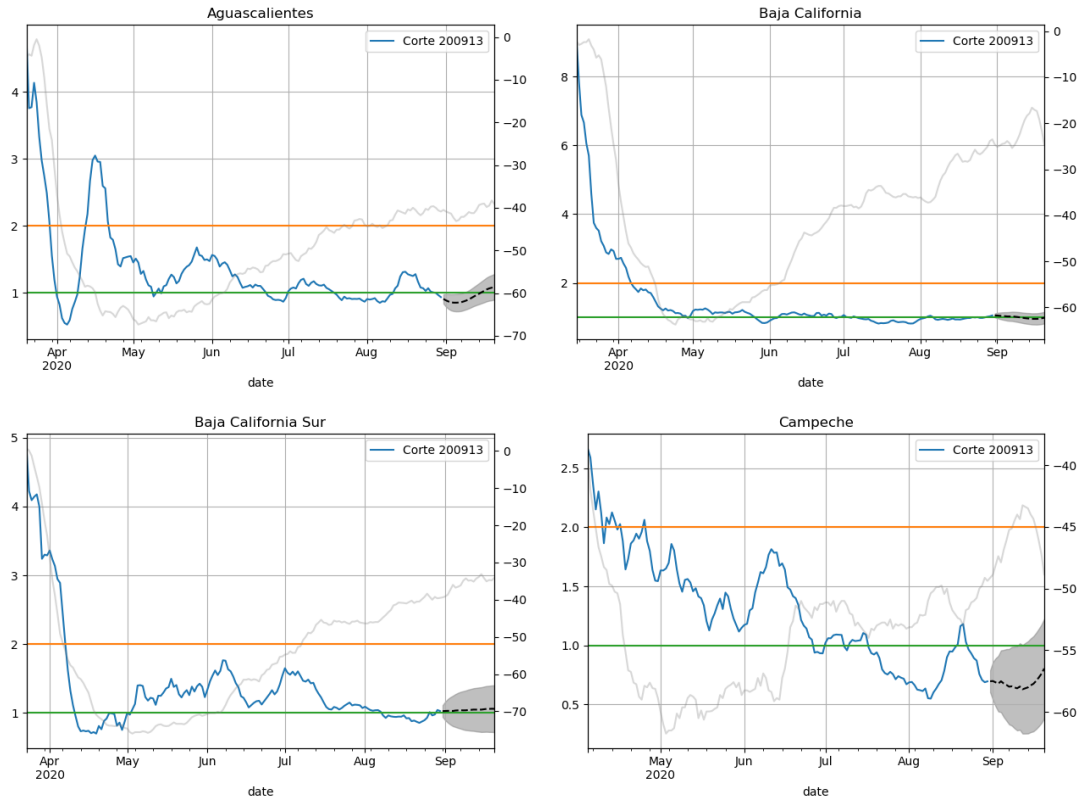 Aguascalientes
Corte 200913
4
3
2
1
0
−10
−20
−30
−40
−50
−60
−70
Apr
2020
May
Jun
Jul
Aug
Sep
date
Baja California
Corte 200913
8
6
4
2
0
−10
−20
−30
−40
−50
−60
Apr
2020
May
Jun
Jul
Aug
Sep
date
Baja California Sur
Corte 200913
5
4
3
2
1
0
−10
−20
−30
−40
−50
−60
−70
Apr
2020
May
Jun
Jul
Aug
Sep
date
Campeche
Corte 200913
2.5
2.0
1.5
1.0
0.5
−40
−45
−50
−55
−60
May
2020
Jun
Jul
Aug
Sep
date